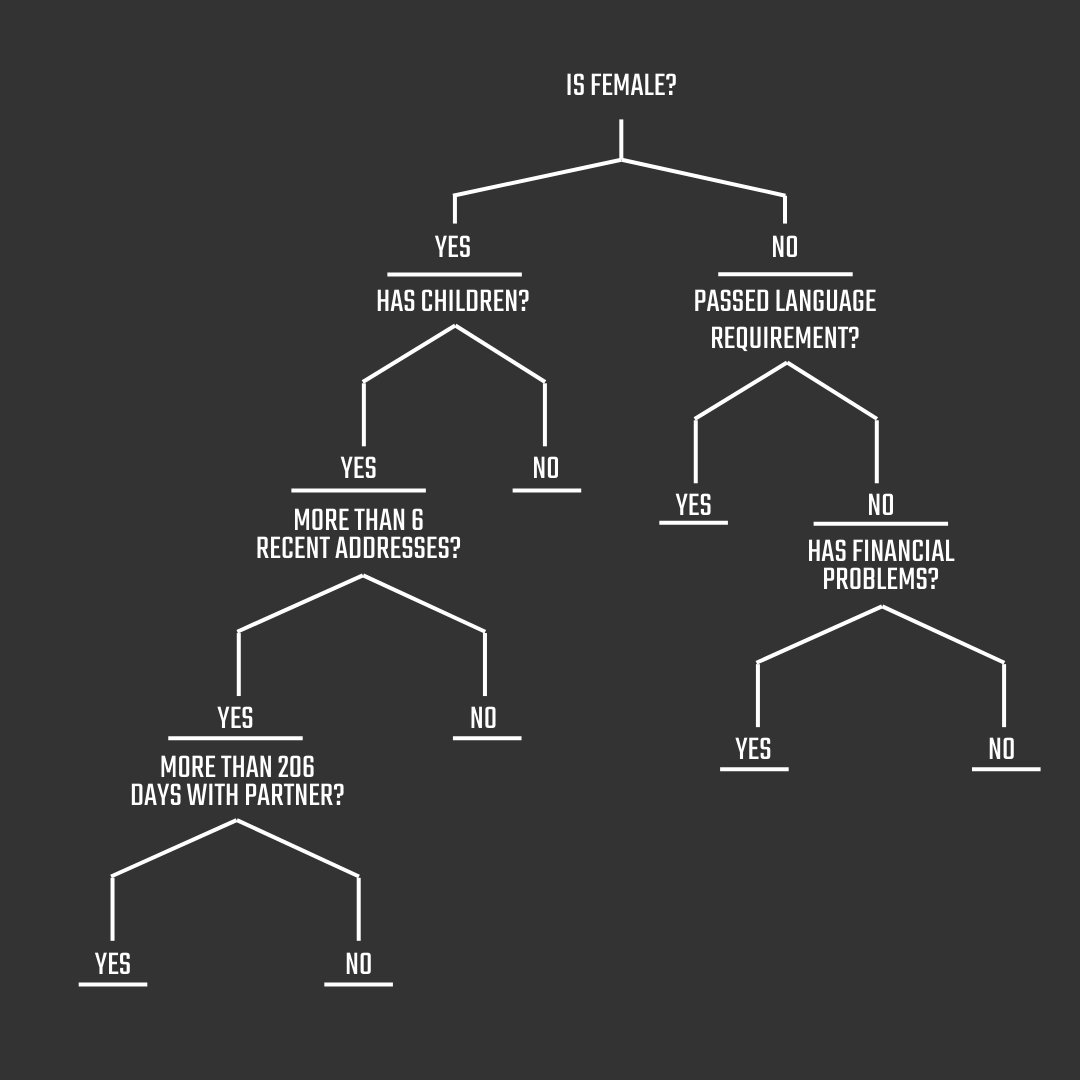 IS FEMALE?
YES
NO
HAS CHILDREN?
PASSED LANGUAGE
REQUIREMENT?
YES
NO
YES
NO
MORE THAN 6
RECENT ADDRESSES?
HAS FINANCIAL
PROBLEMS?
YES
NO
YES
NO
MORE THAN 206
DAYS WITH PARTNER?
YES
NO